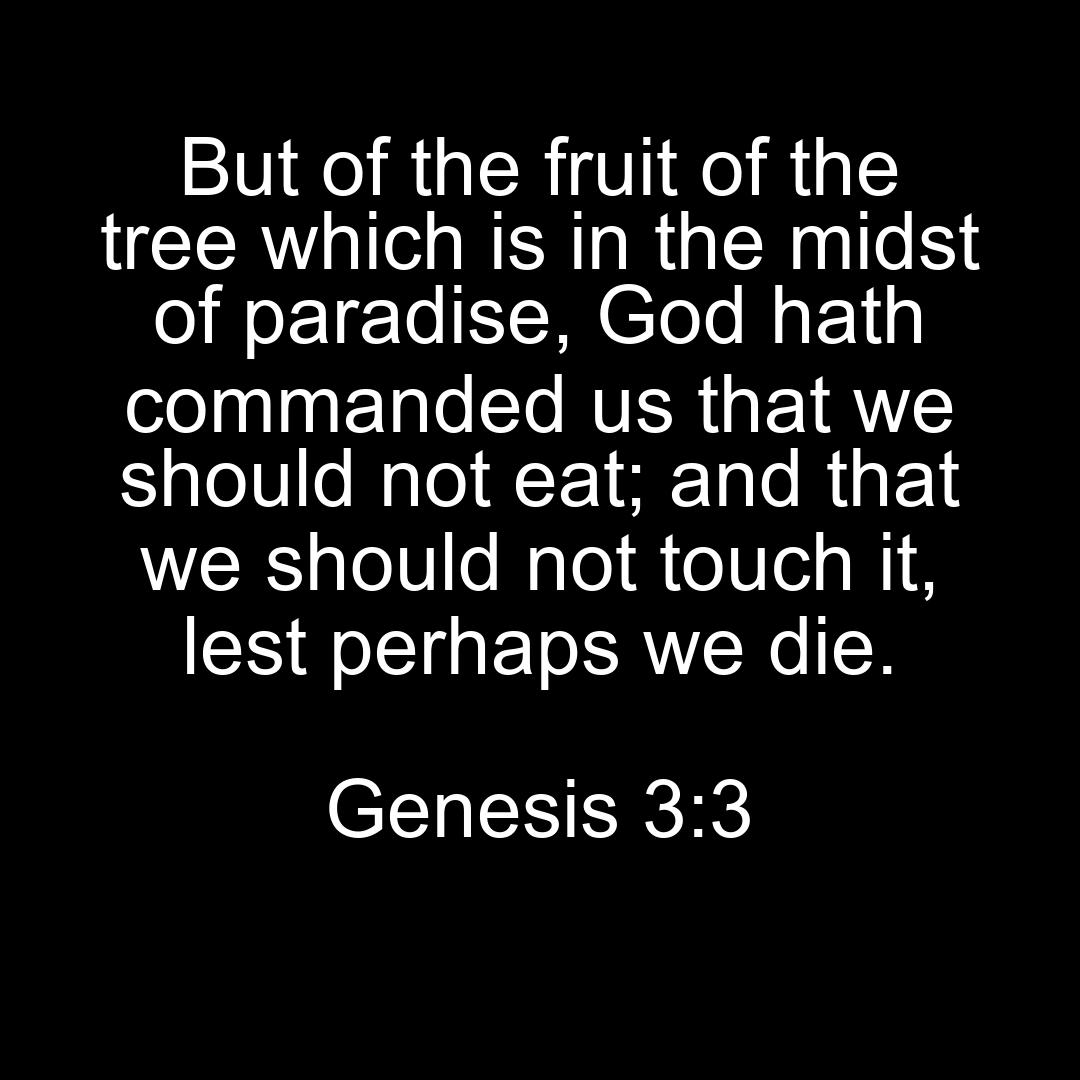 But of the fruit of the
tree which is in the midst
of paradise, God hath
commanded us that we
should not eat; and that
we should not touch it,
lest perhaps we die.
Genesis 3:3